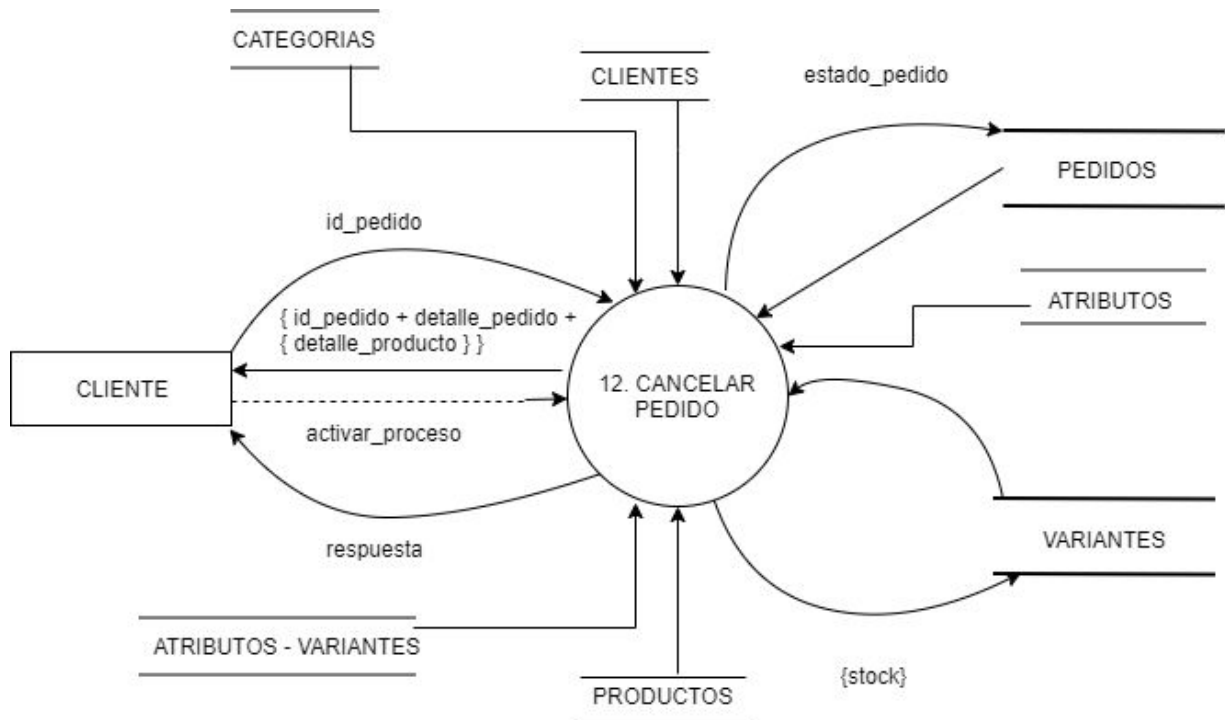 CATEGORIAS
CLIENTES
estado_pedido
PEDIDOS
id_pedido
ATRIBUTOS
{ id_pedido + detalle_pedido +
{ detalle_producto } }
CLIENTE
12. CANCELAR
PEDIDO
activar_proceso
VARIANTES
respuesta
ATRIBUTOS - VARIANTES
{stock}
PRODUCTOS